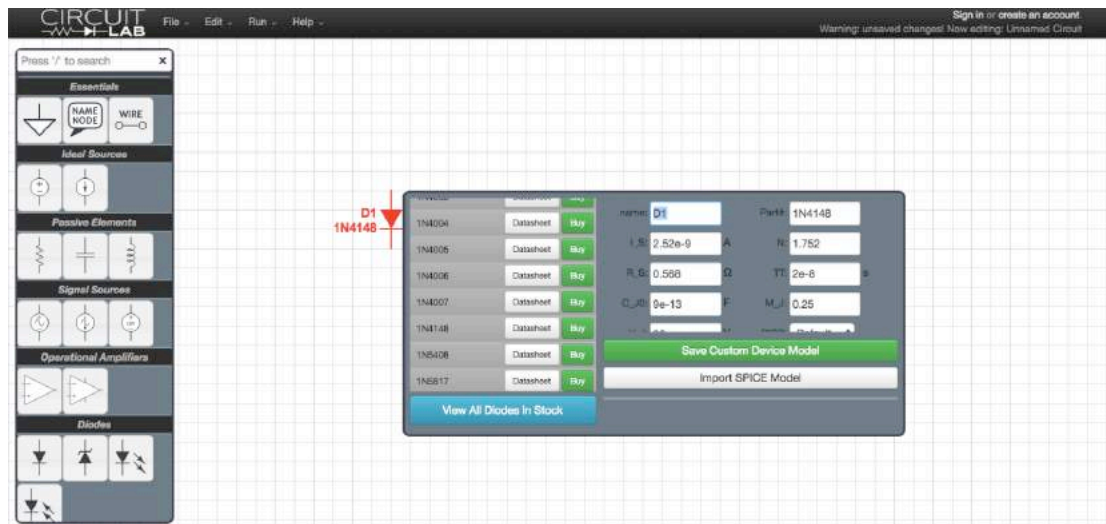 CIRCUIT LAB
File Edit Run Help
Sign in or create an account.
Warning: unsaved changes! Now editing: Unnamed Circuit
Press '/' to search x
Essentials
NAME NODE
WIRE
Ideal Sources
Passive Elements
Signal Sources
Operational Amplifiers
Diodes
D1
1N4148
1N4004 Datasheet Buy
1N4005 Datasheet Buy
1N4006 Datasheet Buy
1N4007 Datasheet Buy
1N4148 Datasheet Buy
1N5408 Datasheet Buy
1N5817 Datasheet Buy
View All Diodes In Stock
name: D1 Part#: 1N4148
I_S: 2.52e-9 A N: 1.752
R_S: 0.568 Ω TT: 2e-8 s
C_J0: 9e-13 F M_J: 0.25
Save Custom Device Model
Import SPICE Model